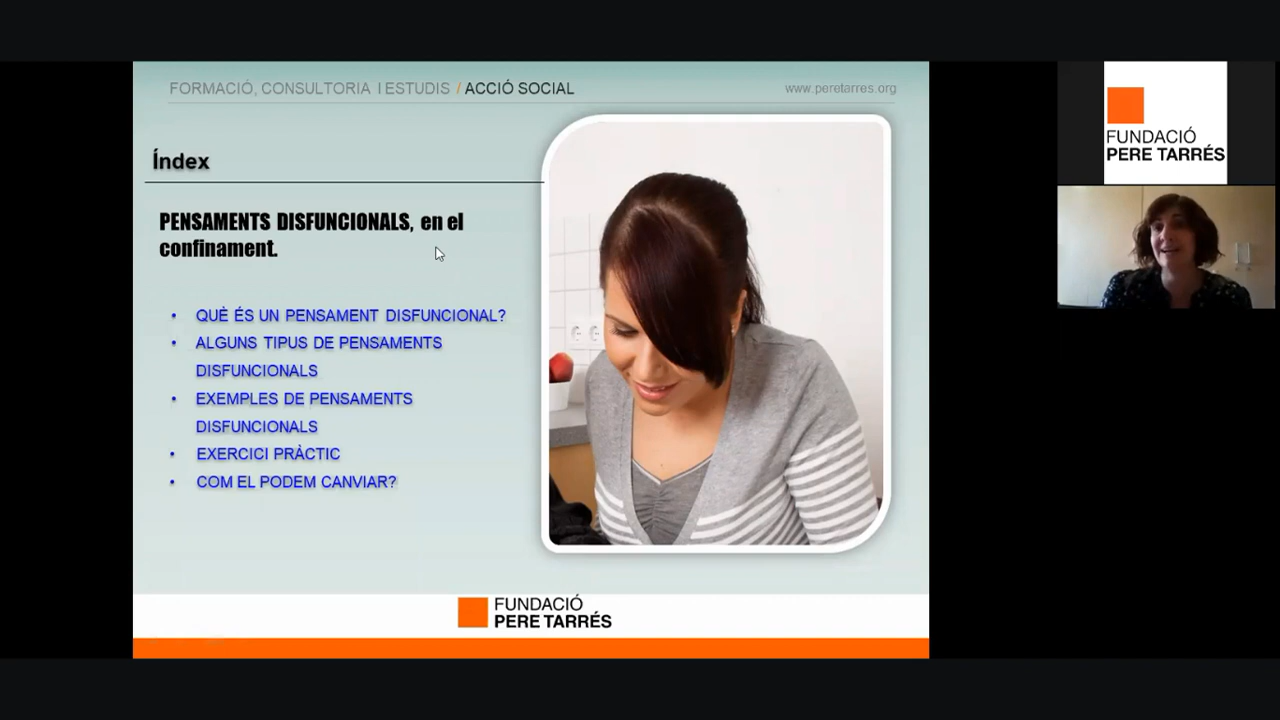 FORMACIÓ, CONSULTORIA I ESTUDIS / ACCIÓ SOCIAL
www.peretarres.org
Índex
PENSAMENTS DISFUNCIONALS, en el
confinament.
• QUÈ ÉS UN PENSAMENT DISFUNCIONAL?
• ALGUNS TIPUS DE PENSAMENTS
DISFUNCIONALS
• EXEMPLES DE PENSAMENTS
DISFUNCIONALS
• EXERCICI PRÀCTIC
• COM EL PODEM CANVIAR?
FUNDACIÓ
PERE TARRÉS
FUNDACIÓ
PERE TARRÉS